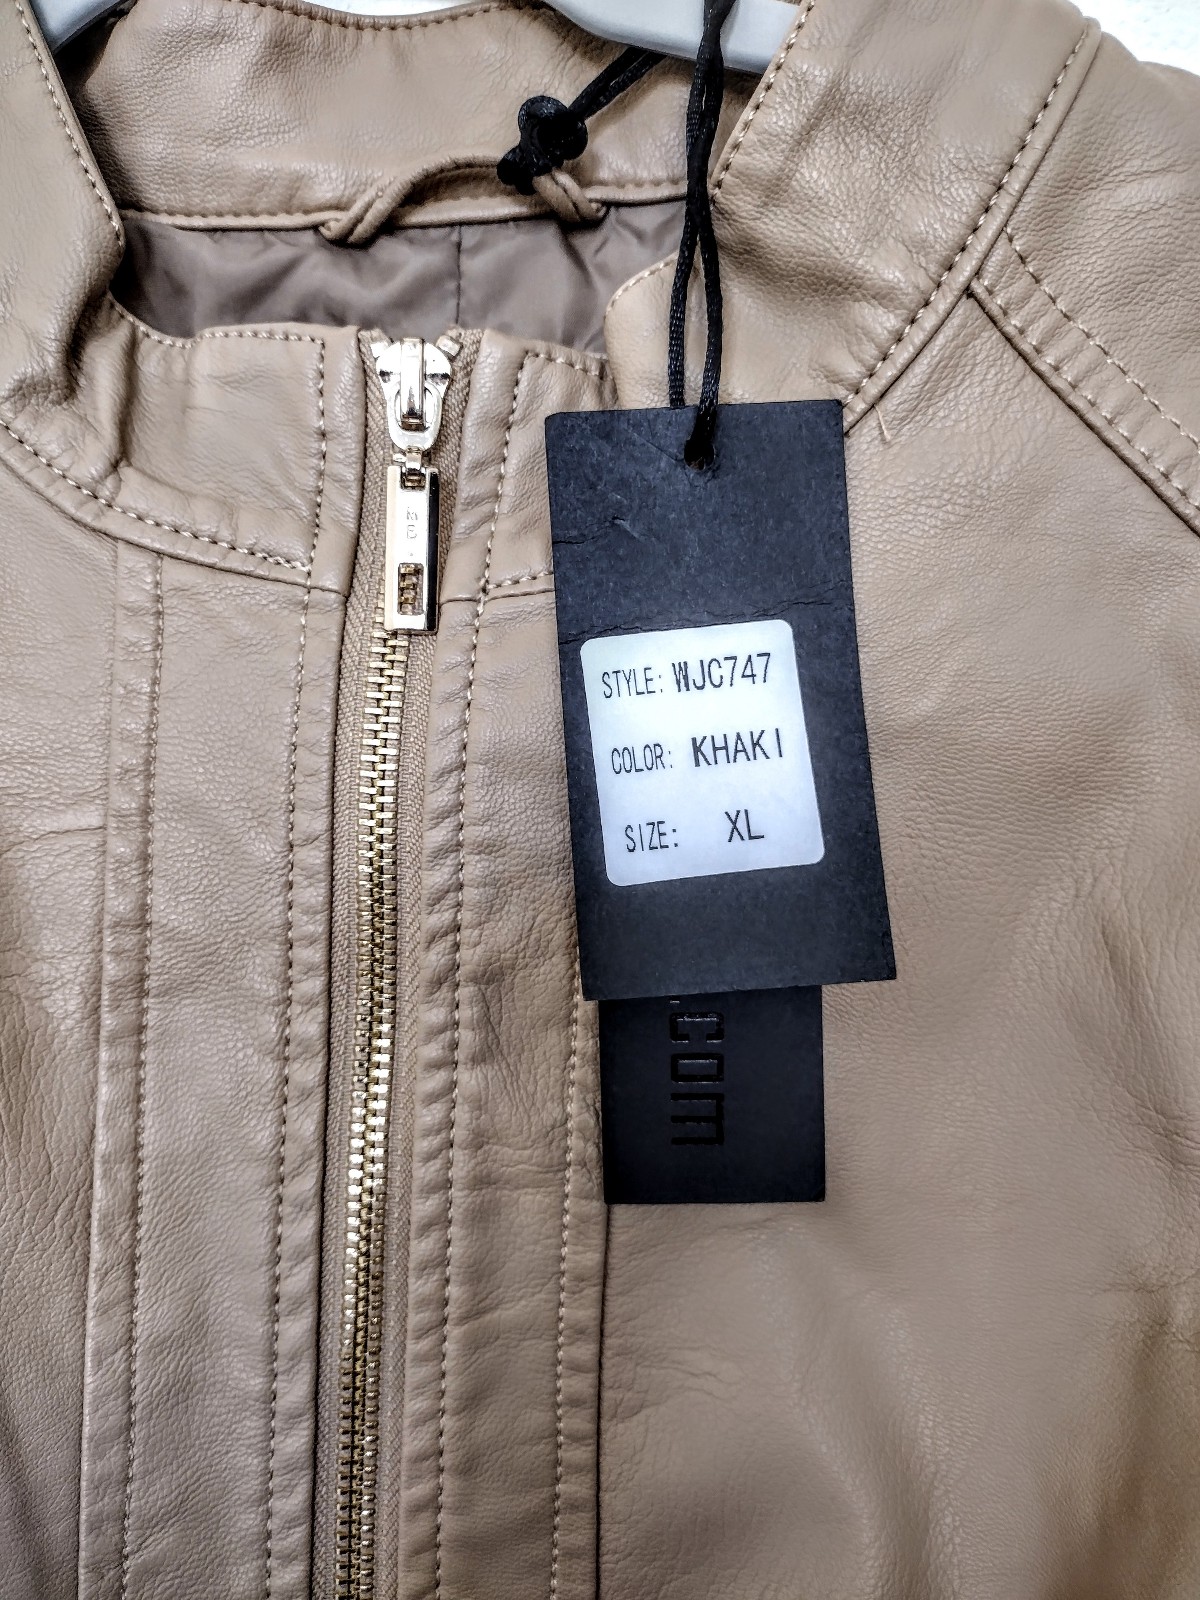 STYLE: WJC747
COLOR: KHAKI
SIZE: XL
.com